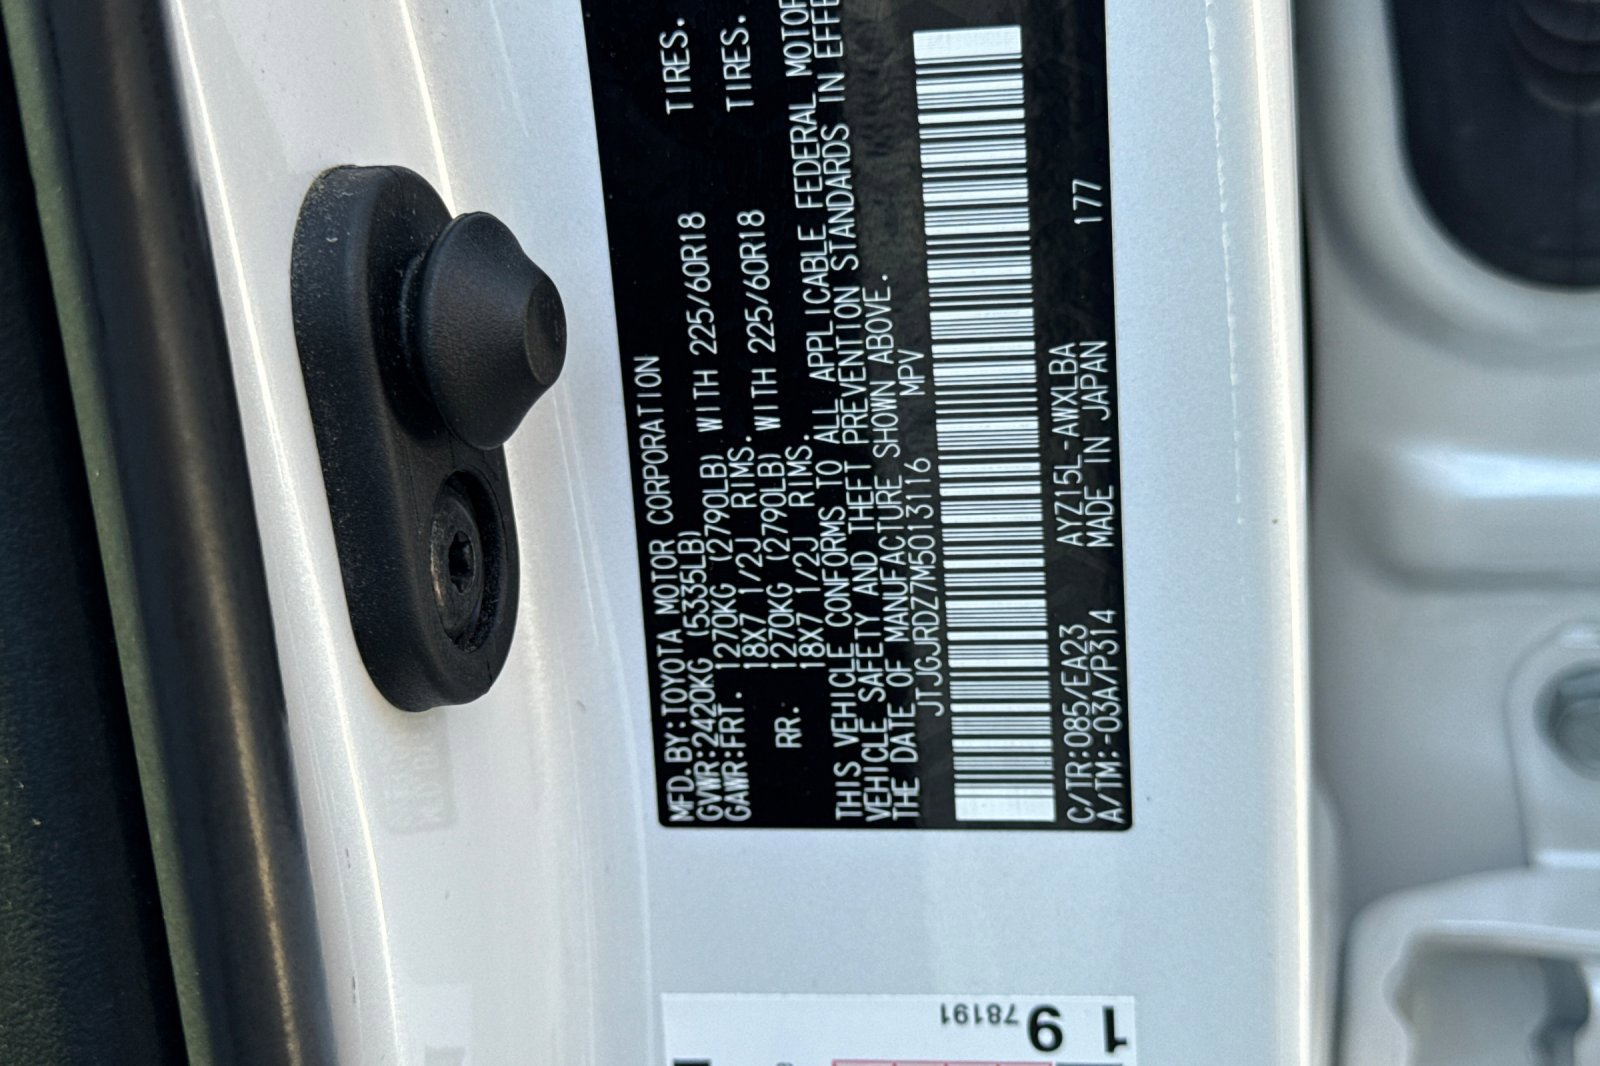 MFD.BY:TOYOTA MOTOR CORPORATION
GVWR:2420KG (5335LB)
GAWR:FRT. 1270KG (2790LB) WITH 225/60R18 TIRES.
18X7 1/2J RIMS.
RR. 1270KG (2790LB) WITH 225/60R18 TIRES.
18X7 1/2J RIMS.
THIS VEHICLE CONFORMS TO ALL APPLICABLE FEDERAL MOTOR
VEHICLE SAFETY AND THEFT PREVENTION STANDARDS IN
THE DATE OF MANUFACTURE SHOWN ABOVE.
JTJGJRDZ7M5013116 MPV
C/TR:085/EA23 AYZ15L-AWXLBA
A/TM:-03A/P314 MADE IN JAPAN 177
19
78191